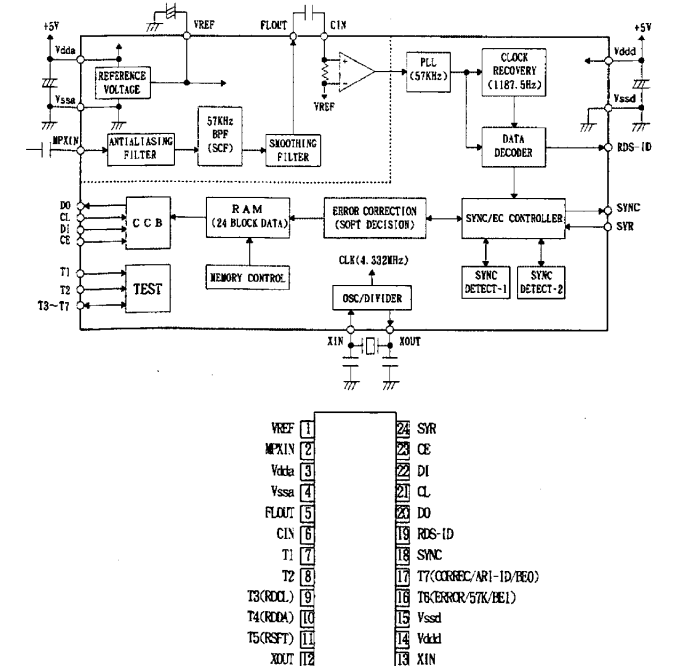 VREF
FLOUT
CIN
+5V
+5V
Vdda
Vddd
REFERENCE
VOLTAGE
VREF
PLL
(57KHz)
CLOCK
RECOVERY
(1187.5Hz)
Vssa
Vssd
MPXIN
ANTIALIASING
FILTER
57KHz
BPF
(SCF)
SMOOTHING
FILTER
DATA
DECODER
RDS-ID
DO
CL
DI
CE
CCB
RAM
(24 BLOCK DATA)
ERROR CORRECTION
(SOFT DECISION)
SYNC/EC CONTROLLER
SYNC
SYR
T1
T2
T3~T7
TEST
MEMORY CONTROL
CLK(4.332MHz)
OSC/DIVIDER
SYNC
DETECT-1
SYNC
DETECT-2
XIN
XOUT
VREF 1
24 SYR
MPXIN 2
23 CE
Vdda 3
22 DI
Vssa 4
21 CL
FLOUT 5
20 DO
CIN 6
19 RDS-ID
T1 7
18 SYNC
T2 8
17 T7(CORREC/ARI-ID/BE0)
T3(RDCL) 9
16 T6(ERROR/57K/BE1)
T4(RDDA) 10
15 Vssd
T5(RSFT) 11
14 Vddd
XOUT 12
13 XIN